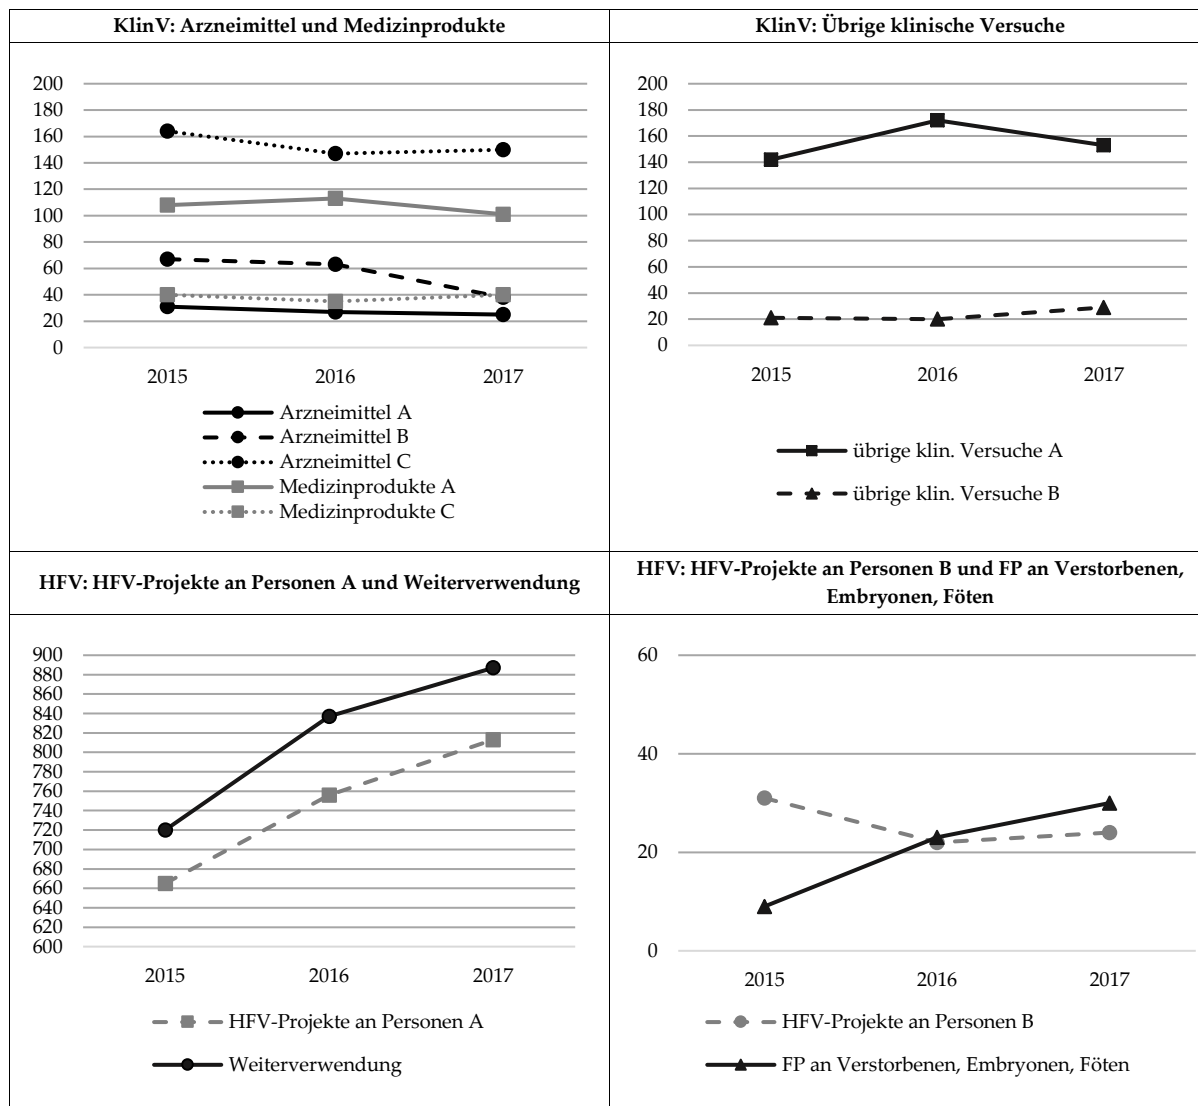 KlinV: Arzneimittel und Medizinprodukte
200
180
160
140
120
100
80
60
40
20
0
2015 2016 2017
Arzneimittel A
Arzneimittel B
Arzneimittel C
Medizinprodukte A
Medizinprodukte C
KlinV: Übrige klinische Versuche
200
180
160
140
120
100
80
60
40
20
0
2015 2016 2017
übrige klin. Versuche A
übrige klin. Versuche B
HFV: HFV-Projekte an Personen A und Weiterverwendung
900
880
860
840
820
800
780
760
740
720
700
680
660
640
620
600
2015 2016 2017
HFV-Projekte an Personen A
Weiterverwendung
HFV: HFV-Projekte an Personen B und FP an Verstorbenen,
Embryonen, Föten
60
40
20
0
2015 2016 2017
HFV-Projekte an Personen B
FP an Verstorbenen, Embryonen, Föten